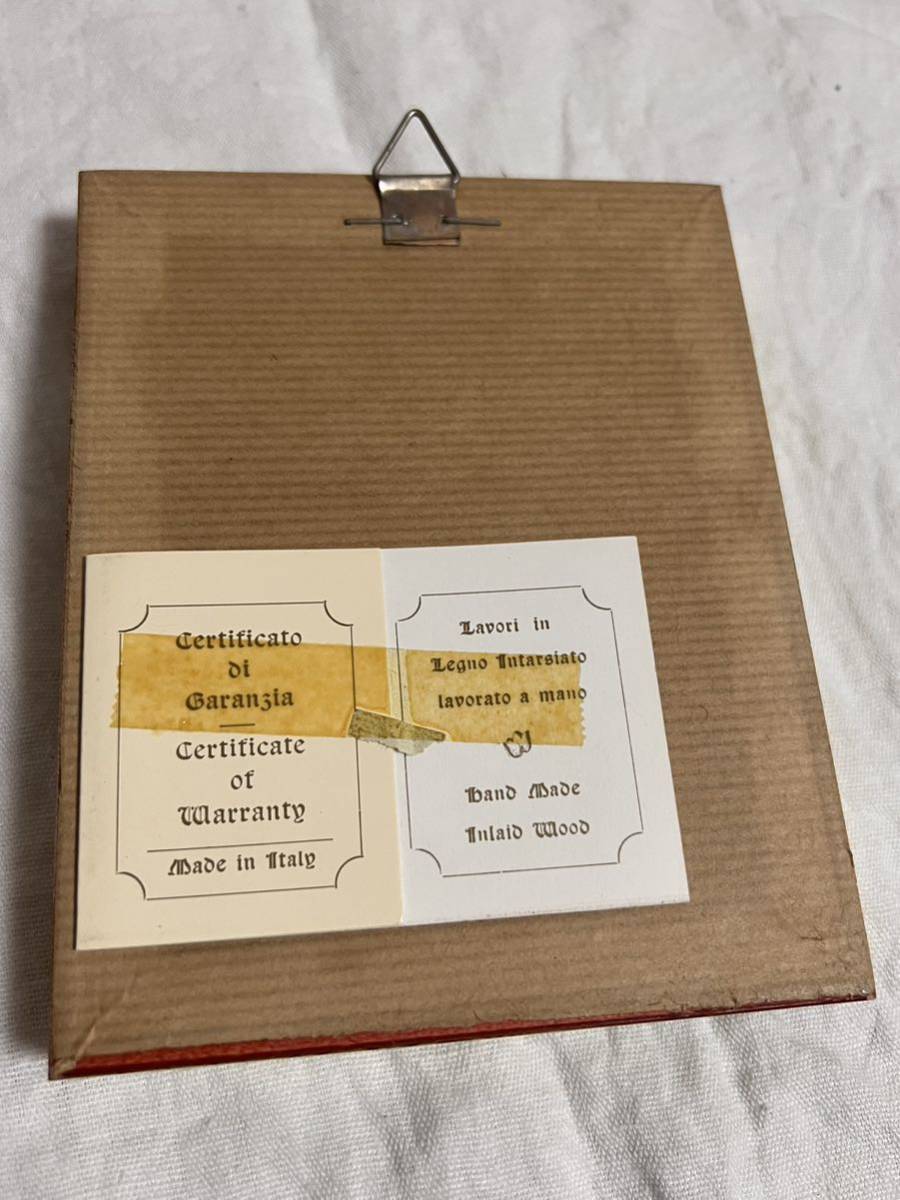 Certificato
di
Garanzia
Certificate
of
Warranty
Made in Italy
Lavori in
Legno Intarsiato
lavorato a mano
Hand Made
Inlaid Wood